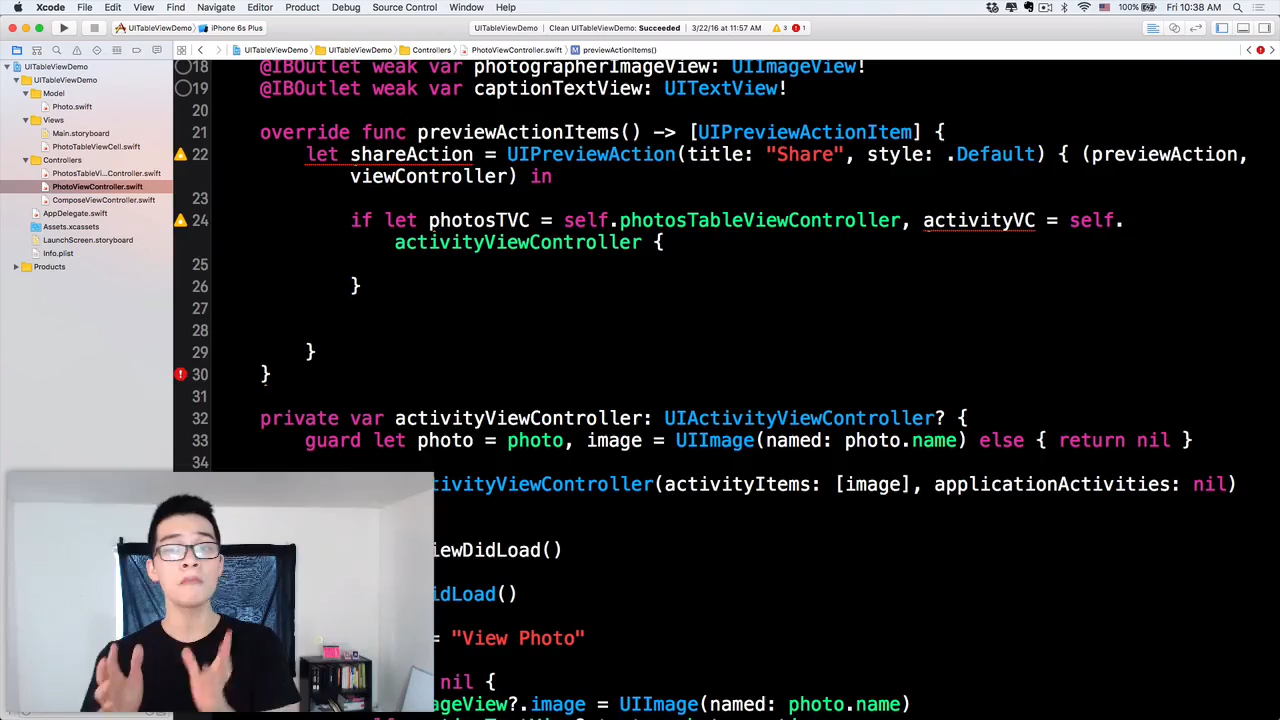 Xcode File Edit View Find Navigate Editor Product Debug Source Control Window Help 100% Fri 10:38 AM
UITableViewDemo iPhone 6s Plus UITableViewDemo Clean UITableViewDemo: Succeeded 3/22/16 at 11:57 AM 3 1
UITableViewDemo UITableViewDemo Controllers PhotoViewController.swift previewActionItems()
UITableViewDemo
UITableViewDemo
Model
Photo.swift
Views
Main.storyboard
PhotoTableViewCell.swift
Controllers
PhotosTableVi...Controller.swift
PhotoViewController.swift
ComposeViewController.swift
AppDelegate.swift
Assets.xcassets
LaunchScreen.storyboard
Info.plist
Products
18 @IBOutlet weak var photographerImageView: UIImageView!
19 @IBOutlet weak var captionTextView: UITextView!
20
21 override func previewActionItems() -> [UIPreviewActionItem] {
22 let shareAction = UIPreviewAction(title: "Share", style: .Default) { (previewAction,
viewController) in
23
24 if let photosTVC = self.photosTableViewController, activityVC = self.
activityViewController {
25
26 }
27
28
29 }
30 }
31
32 private var activityViewController: UIActivityViewController? {
33 guard let photo = photo, image = UIImage(named: photo.name) else { return nil }
34
tivityViewController(activityItems: [image], applicationActivities: nil)
iewDidLoad()
idLoad()
= "View Photo"
nil {
ageView?.image = UIImage(named: photo.name)